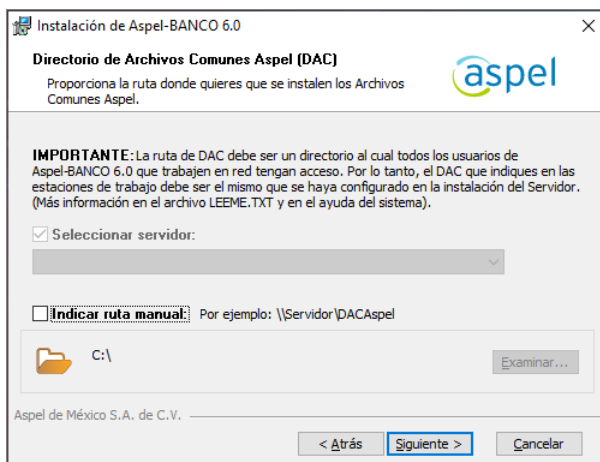 Instalación de Aspel-BANCO 6.0
Directorio de Archivos Comunes Aspel (DAC)
Proporciona la ruta donde quieres que se instalen los Archivos
Comunes Aspel.
aspel
IMPORTANTE: La ruta de DAC debe ser un directorio al cual todos los usuarios de
Aspel-BANCO 6.0 que trabajen en red tengan acceso. Por lo tanto, el DAC que indiques en las
estaciones de trabajo debe ser el mismo que se haya configurado en la instalación del Servidor.
(Más información en el archivo LEEME.TXT y en el ayuda del sistema).
Seleccionar servidor:
Indicar ruta manual: Por ejemplo: \\Servidor\DACAspel
C:\
Examinar...
Aspel de México S.A. de C.V.
< Atrás Siguiente > Cancelar